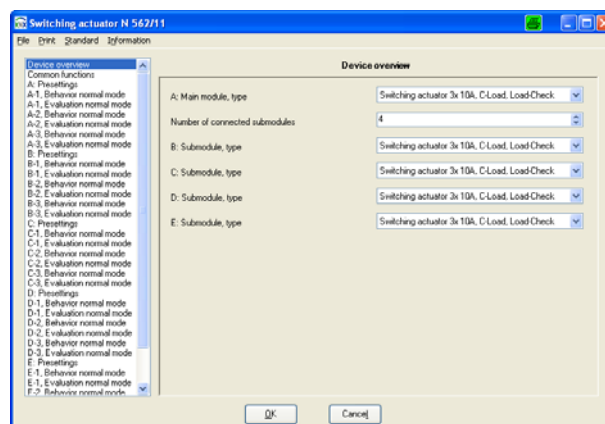 Switching actuator N 562/11
File Print Standard Information
Device overview
Common functions
A: Presettings
A-1, Behavior normal mode
A-1, Evaluation normal mode
A-2, Behavior normal mode
A-2, Evaluation normal mode
A-3, Behavior normal mode
A-3, Evaluation normal mode
B: Presettings
B-1, Behavior normal mode
B-1, Evaluation normal mode
B-2, Behavior normal mode
B-2, Evaluation normal mode
B-3, Behavior normal mode
B-3, Evaluation normal mode
C: Presettings
C-1, Behavior normal mode
C-1, Evaluation normal mode
C-2, Behavior normal mode
C-2, Evaluation normal mode
C-3, Behavior normal mode
C-3, Evaluation normal mode
D: Presettings
D-1, Behavior normal mode
D-1, Evaluation normal mode
D-2, Behavior normal mode
D-2, Evaluation normal mode
D-3, Behavior normal mode
D-3, Evaluation normal mode
E: Presettings
E-1, Behavior normal mode
E-1, Evaluation normal mode
E-2, Behavior normal mode
Device overview
A: Main module, type Switching actuator 3x 10A, C-Load, Load-Check
Number of connected submodules 4
B: Submodule, type Switching actuator 3x 10A, C-Load, Load-Check
C: Submodule, type Switching actuator 3x 10A, C-Load, Load-Check
D: Submodule, type Switching actuator 3x 10A, C-Load, Load-Check
E: Submodule, type Switching actuator 3x 10A, C-Load, Load-Check
OK Cancel